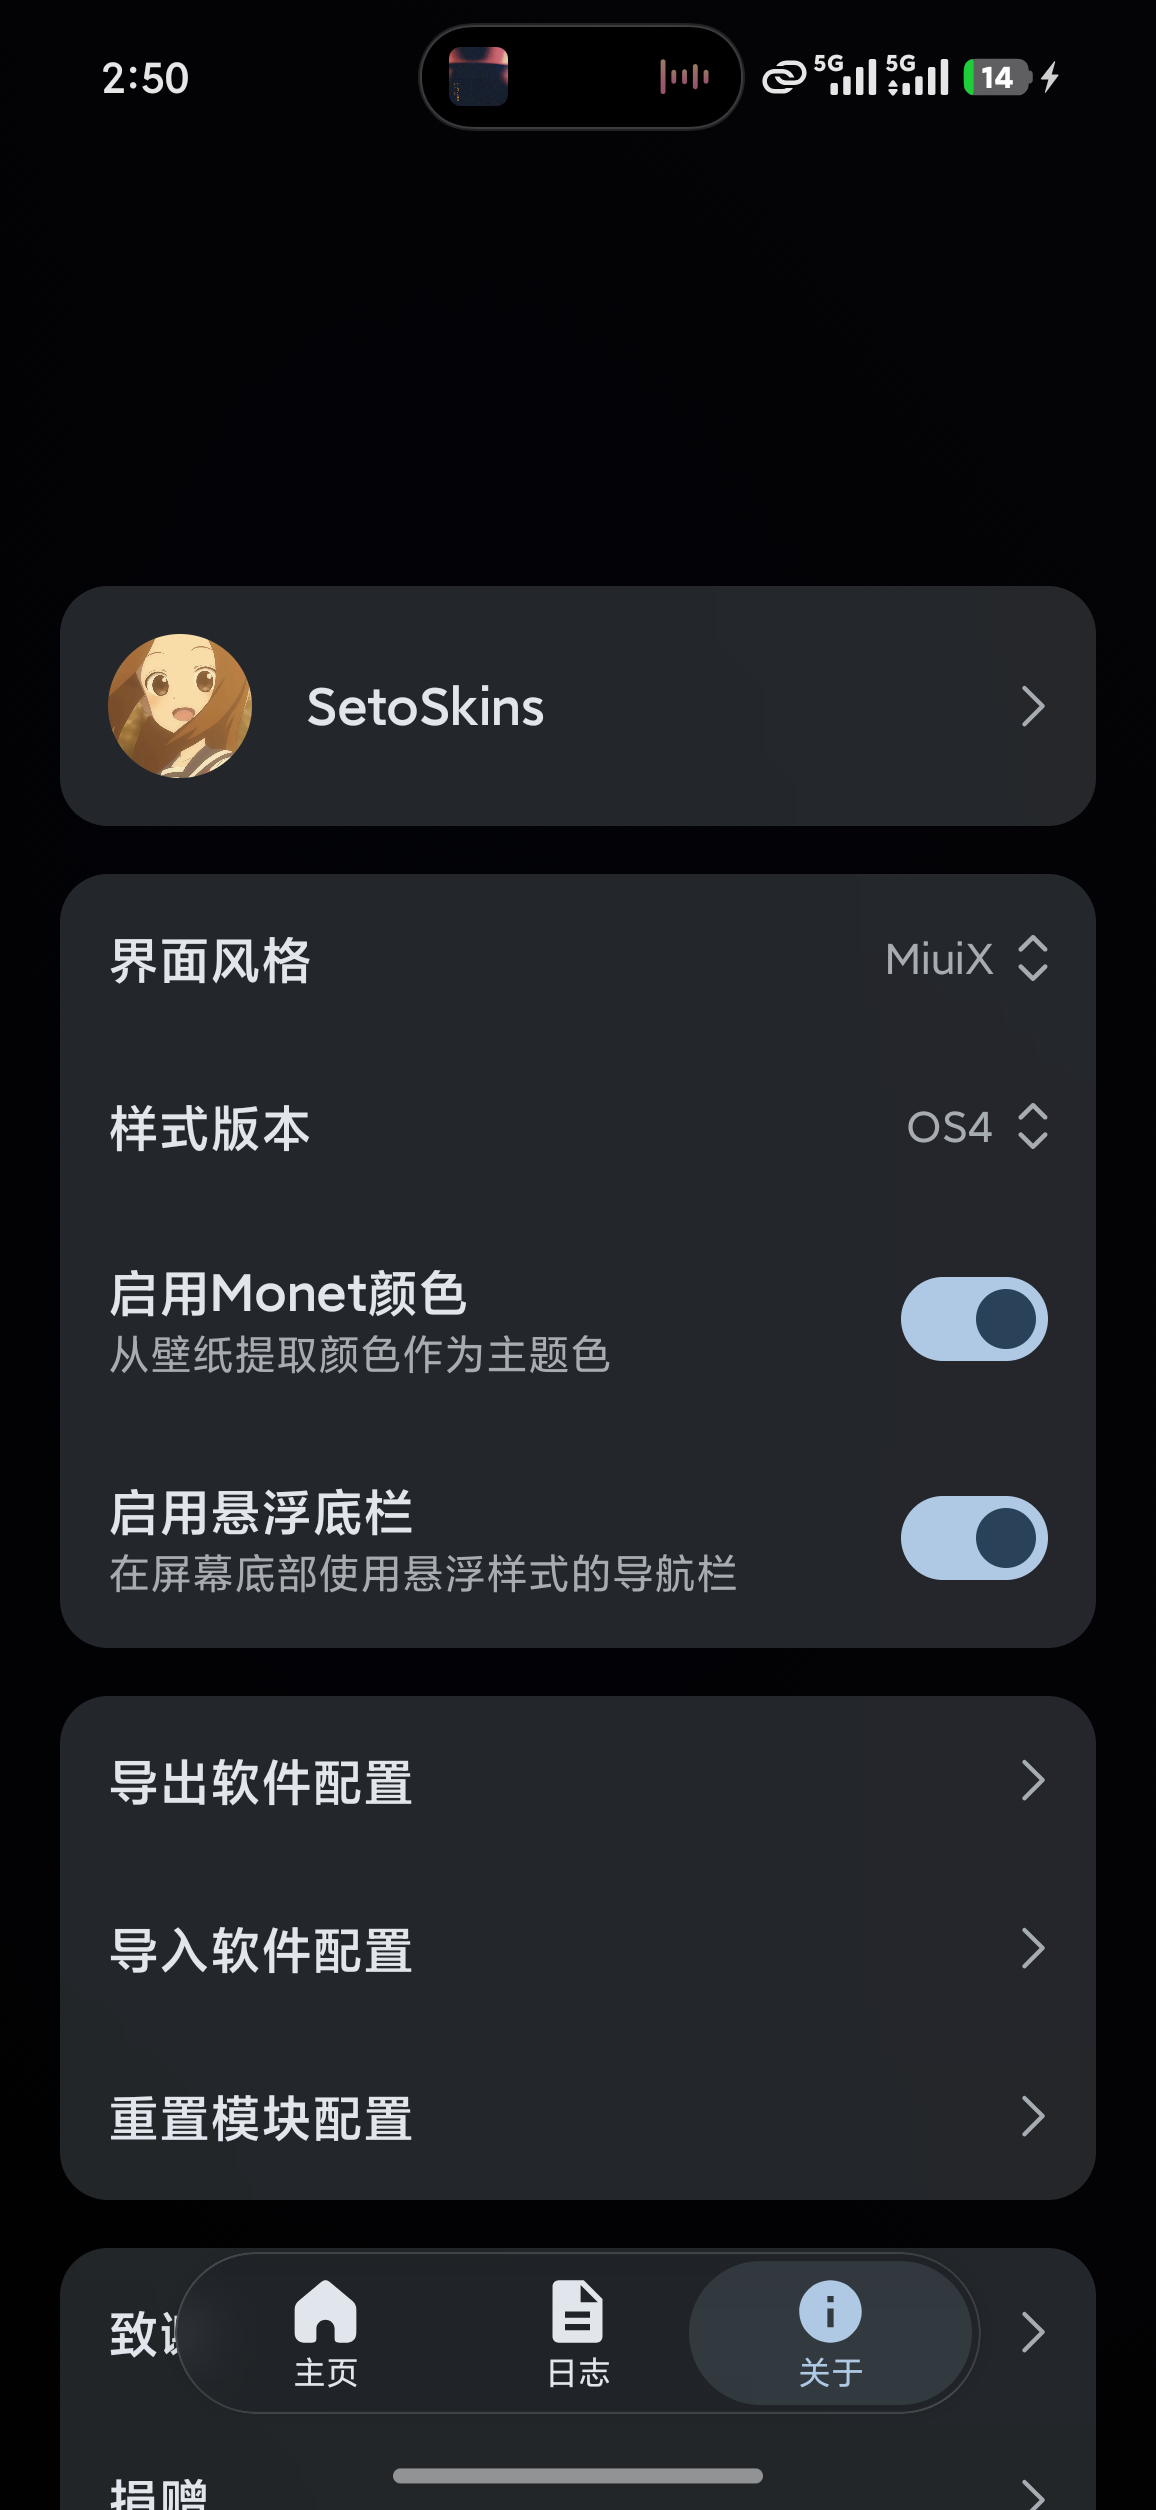 2:50
5G 5G 14
SetoSkins
界面风格
MiuiX
样式版本
OS4
启用Monet颜色
从壁纸提取颜色作为主题色
启用悬浮底栏
在屏幕底部使用悬浮样式的导航栏
导出软件配置
导入软件配置
重置模块配置
致
主页
日志
关于
捐赠